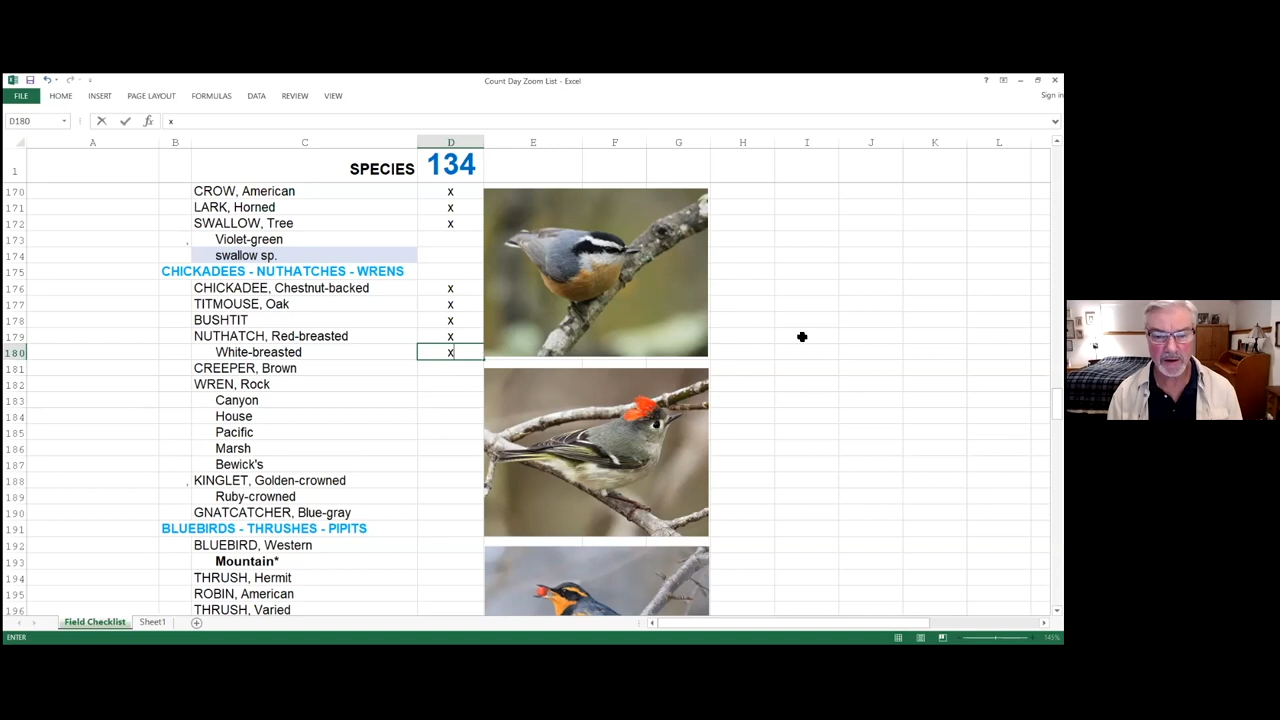 Count Day Zoom List - Excel
?
FILE HOME INSERT PAGE LAYOUT FORMULAS DATA REVIEW VIEW Sign in
D180 fx x
A B C D E F G H I J K L
1 SPECIES 134
170 CROW, American x
171 LARK, Horned x
172 SWALLOW, Tree x
173 , Violet-green
174 swallow sp.
175 CHICKADEES - NUTHATCHES - WRENS
176 CHICKADEE, Chestnut-backed x
177 TITMOUSE, Oak x
178 BUSHTIT x
179 NUTHATCH, Red-breasted x
180 White-breasted x
181 CREEPER, Brown
182 WREN, Rock
183 Canyon
184 House
185 Pacific
186 Marsh
187 Bewick's
188 , KINGLET, Golden-crowned
189 Ruby-crowned
190 GNATCATCHER, Blue-gray
191 BLUEBIRDS - THRUSHES - PIPITS
192 BLUEBIRD, Western
193 Mountain*
194 THRUSH, Hermit
195 ROBIN, American
196 THRUSH, Varied
Field Checklist Sheet1
ENTER 145%